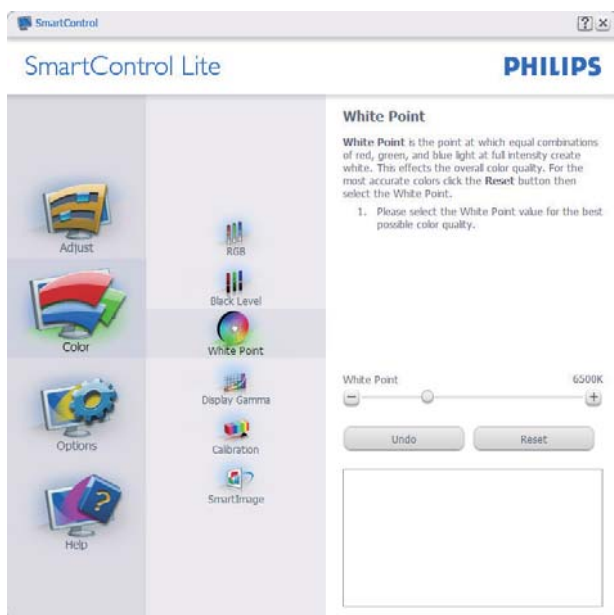 SmartControl
SmartControl Lite
PHILIPS
Adjust
Color
Options
Help
RGB
Black Level
White Point
Display Gamma
Calibration
SmartImage
White Point
White Point is the point at which equal combinations
of red, green, and blue light at full intensity create
white. This effects the overall color quality. For the
most accurate colors click the Reset button then
select the White Point.
1. Please select the White Point value for the best
possible color quality.
White Point 6500K
Undo Reset